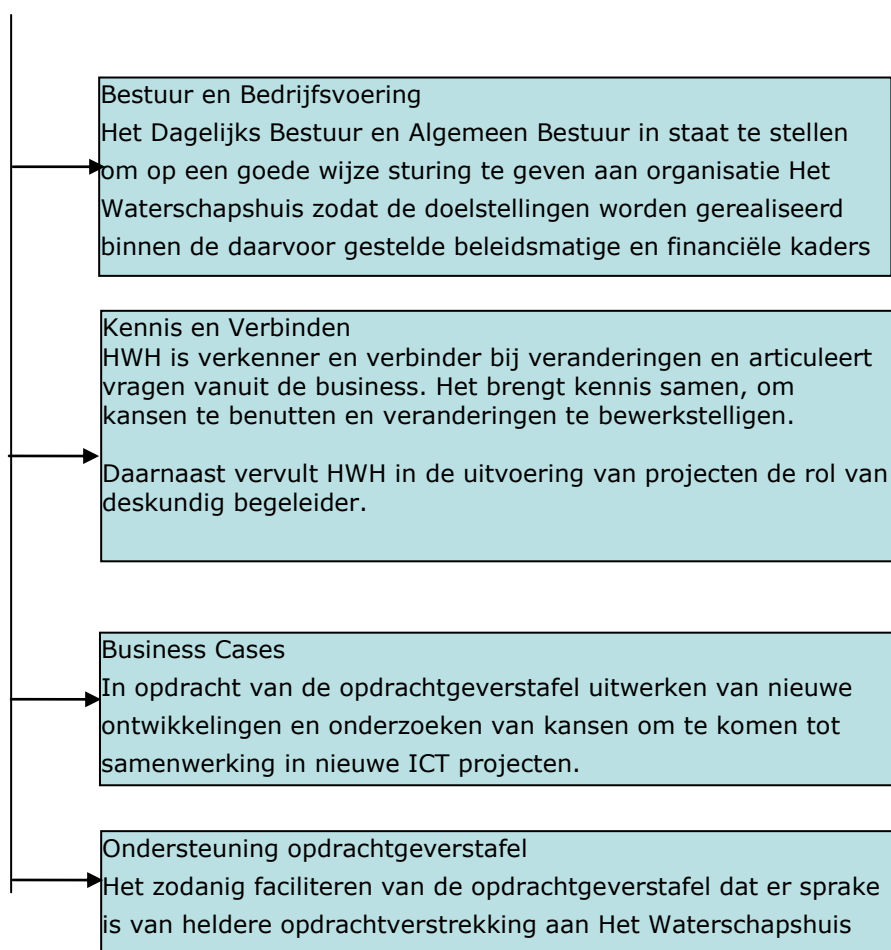 Bestuur en Bedrijfsvoering
Het Dagelijks Bestuur en Algemeen Bestuur in staat te stellen
om op een goede wijze sturing te geven aan organisatie Het
Waterschapshuis zodat de doelstellingen worden gerealiseerd
binnen de daarvoor gestelde beleidsmatige en financiële kaders
Kennis en Verbinden
HWH is verkenner en verbinder bij veranderingen en articuleert
vragen vanuit de business. Het brengt kennis samen, om
kansen te benutten en veranderingen te bewerkstelligen.
Daarnaast vervult HWH in de uitvoering van projecten de rol van
deskundig begeleider.
Business Cases
In opdracht van de opdrachtgeverstafel uitwerken van nieuwe
ontwikkelingen en onderzoeken van kansen om te komen tot
samenwerking in nieuwe ICT projecten.
Ondersteuning opdrachtgeverstafel
Het zodanig faciliteren van de opdrachtgeverstafel dat er sprake
is van heldere opdrachtverstrekking aan Het Waterschapshuis